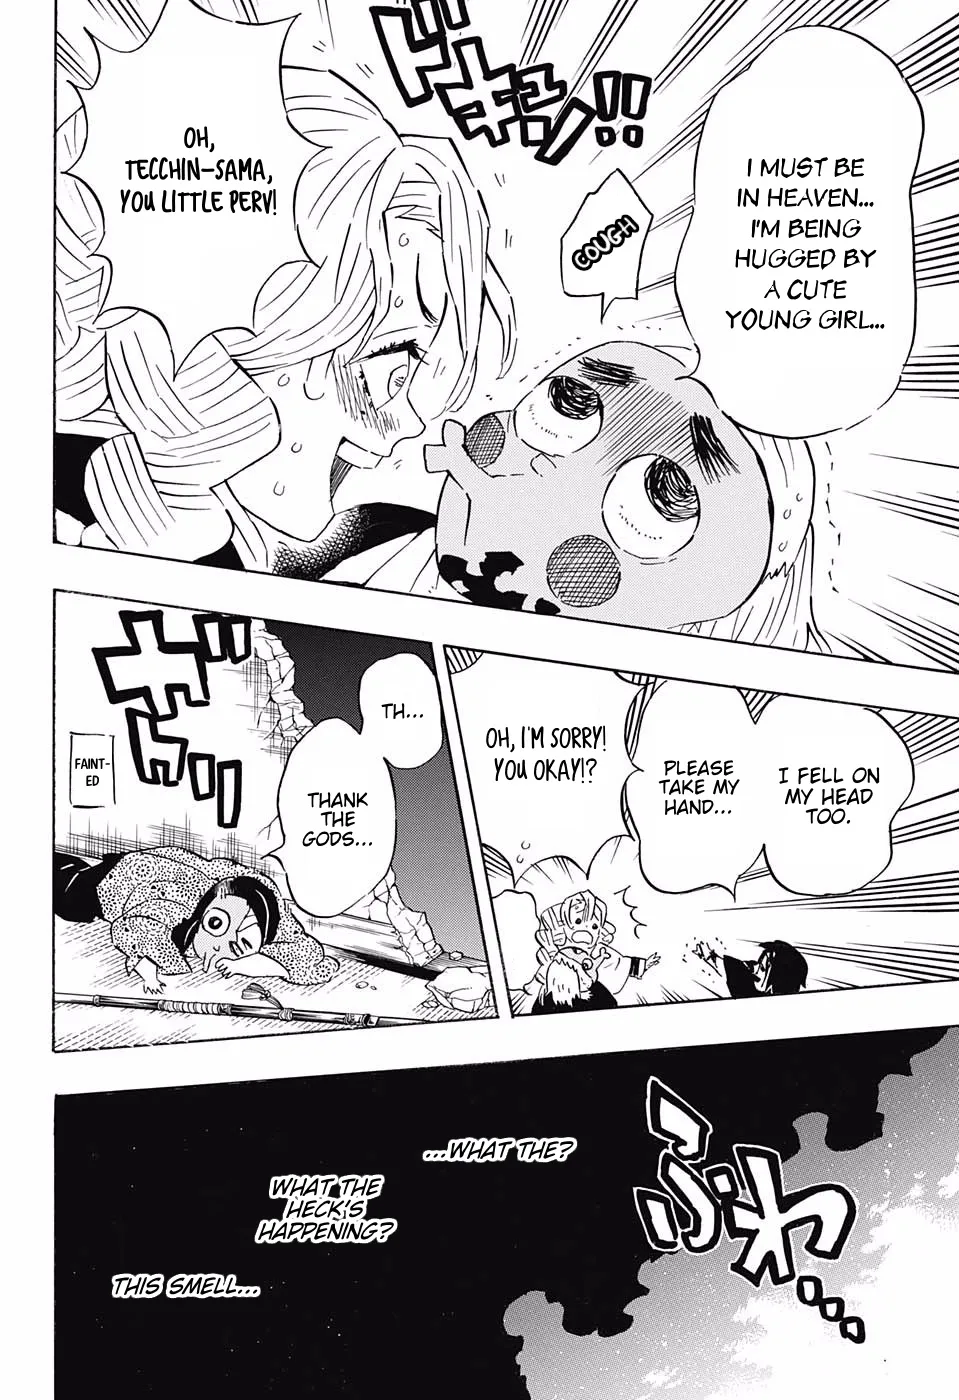 I MUST BE
IN HEAVEN...
I'M BEING
HUGGED BY
A CUTE
YOUNG GIRL...
ドキュン!!
COUGH
OH,
TECCHIN-SAMA,
YOU LITTLE PERV!
I FELL ON
MY HEAD
TOO.
PLEASE
TAKE MY
HAND...
OH, I'M SORRY!
YOU OKAY!?
TH...
THANK
THE
GODS...
FAINT-
ED
...WHAT THE?
WHAT THE
HECK'S
HAPPENING?
THIS SMELL...
ふわ...